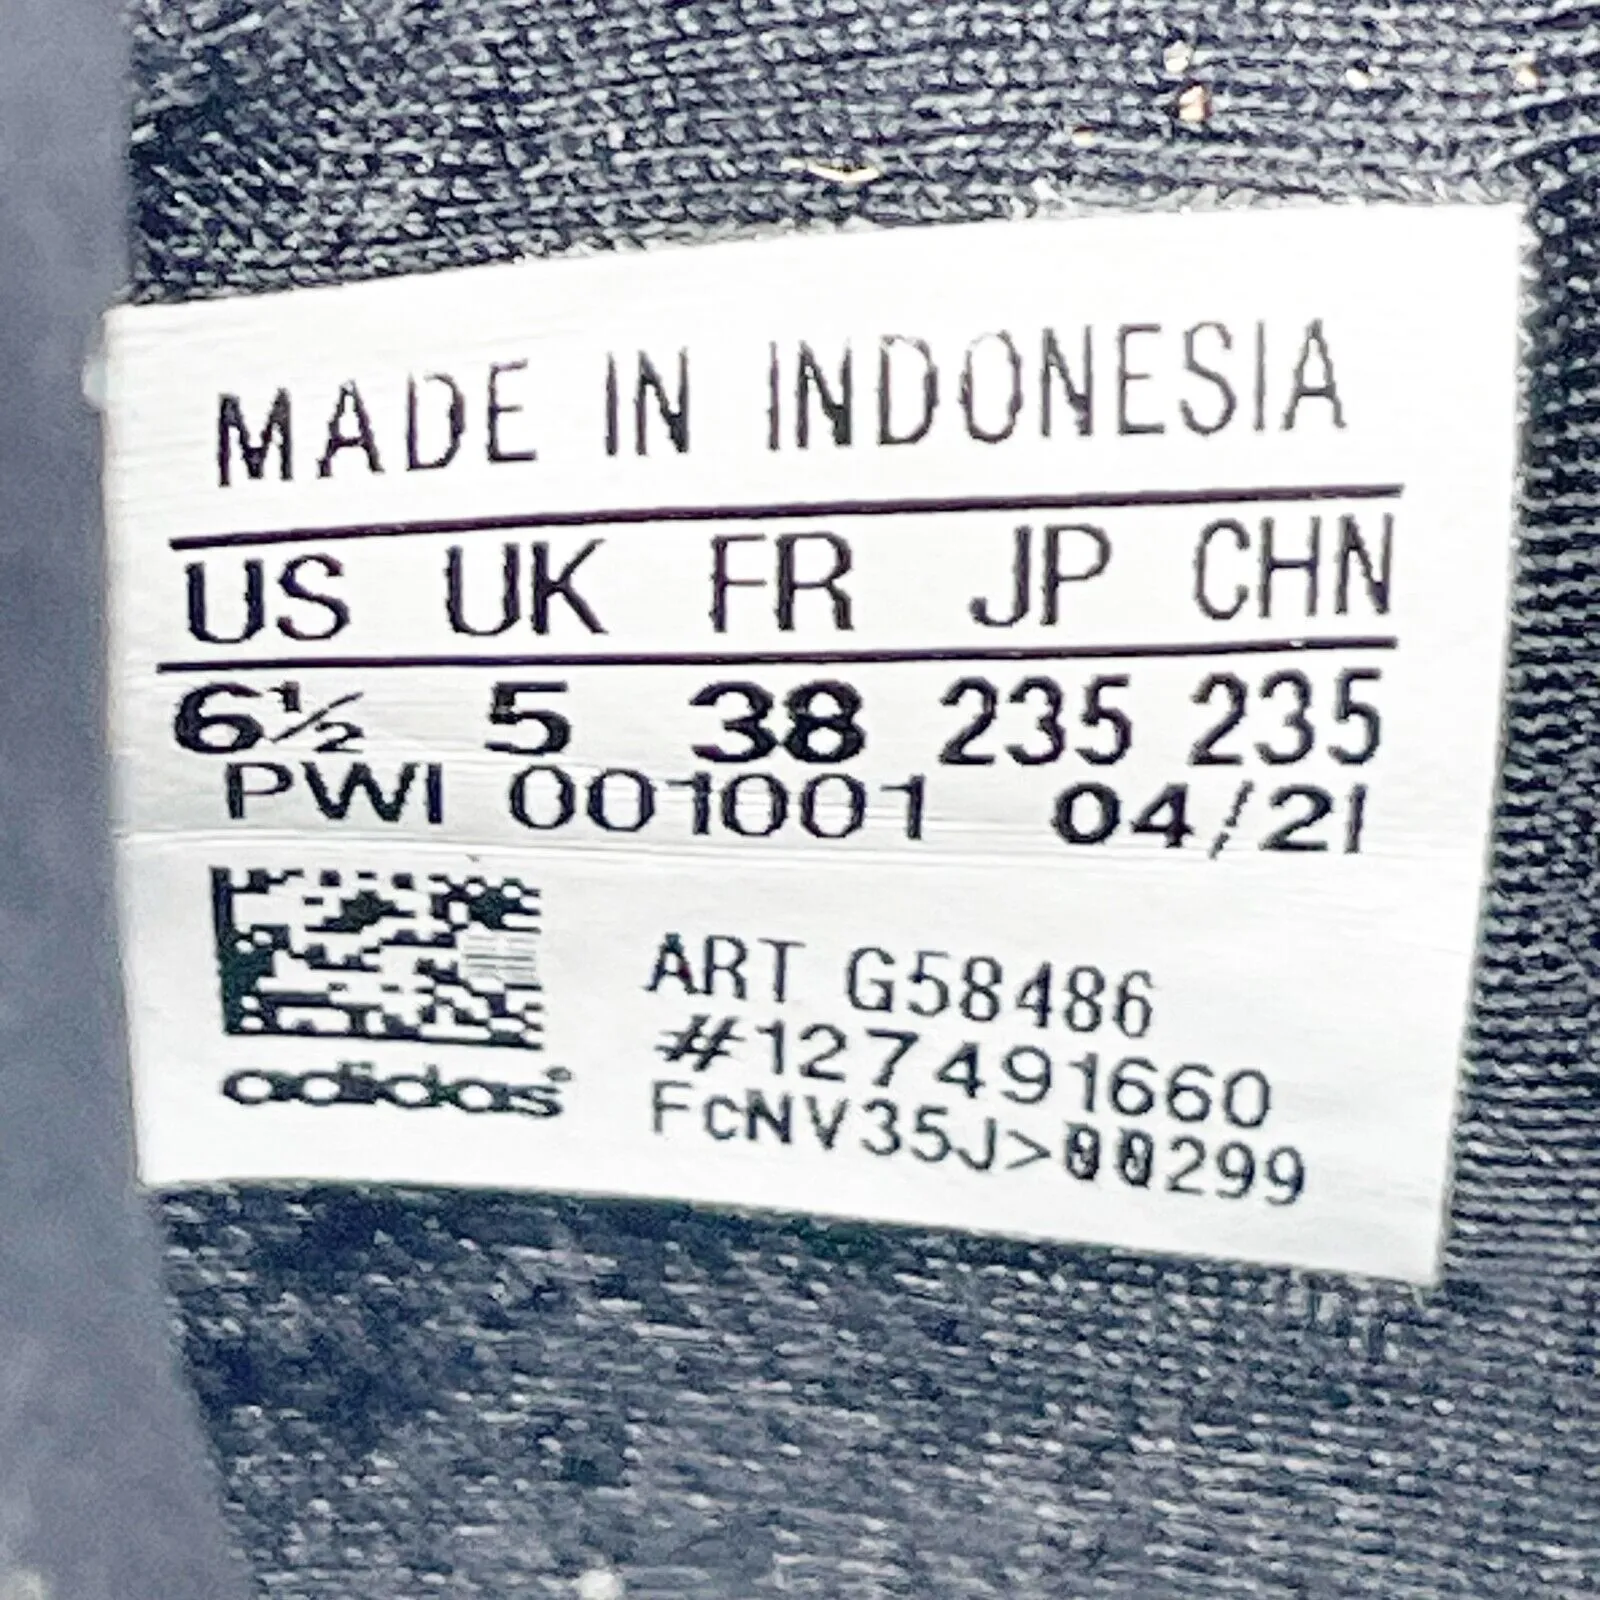 MADE IN INDONESIA
US UK FR JP CHN
6½ 5 38 235 235
PWI 001001 04/21
ART G58486
#127491660
FcNV35J>00299
adidas